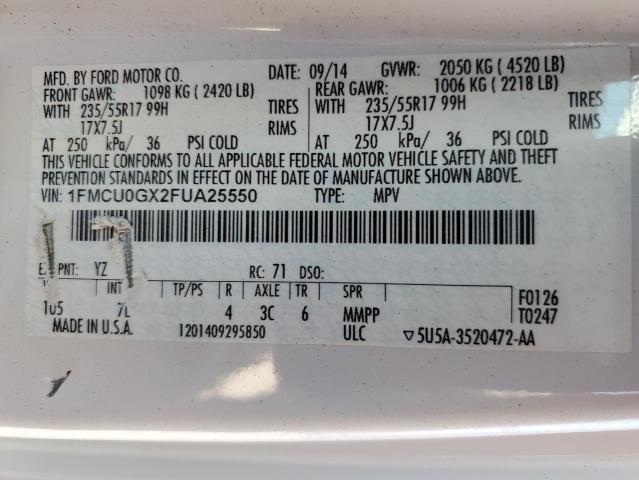 MFD. BY FORD MOTOR CO. DATE: 09/14 GVWR: 2050 KG ( 4520 LB)
FRONT GAWR: 1098 KG ( 2420 LB) REAR GAWR: 1006 KG ( 2218 LB)
WITH 235/55R17 99H TIRES WITH 235/55R17 99H TIRES
17X7.5J RIMS 17X7.5J RIMS
AT 250 kPa/ 36 PSI COLD AT 250 kPa/ 36 PSI COLD
THIS VEHICLE CONFORMS TO ALL APPLICABLE FEDERAL MOTOR VEHICLE SAFETY AND THEFT
PREVENTION STANDARDS IN EFFECT ON THE DATE OF MANUFACTURE SHOWN ABOVE.
VIN: 1FMCU0GX2FUA25550 TYPE: MPV
PNT: YZ RC: 71 DSO:
INT TP/PS R AXLE TR SPR F0126
105 7L 4 3C 6 MMPP T0247
MADE IN U.S.A. 1201409295850 ULC ▽5U5A-3520472-AA